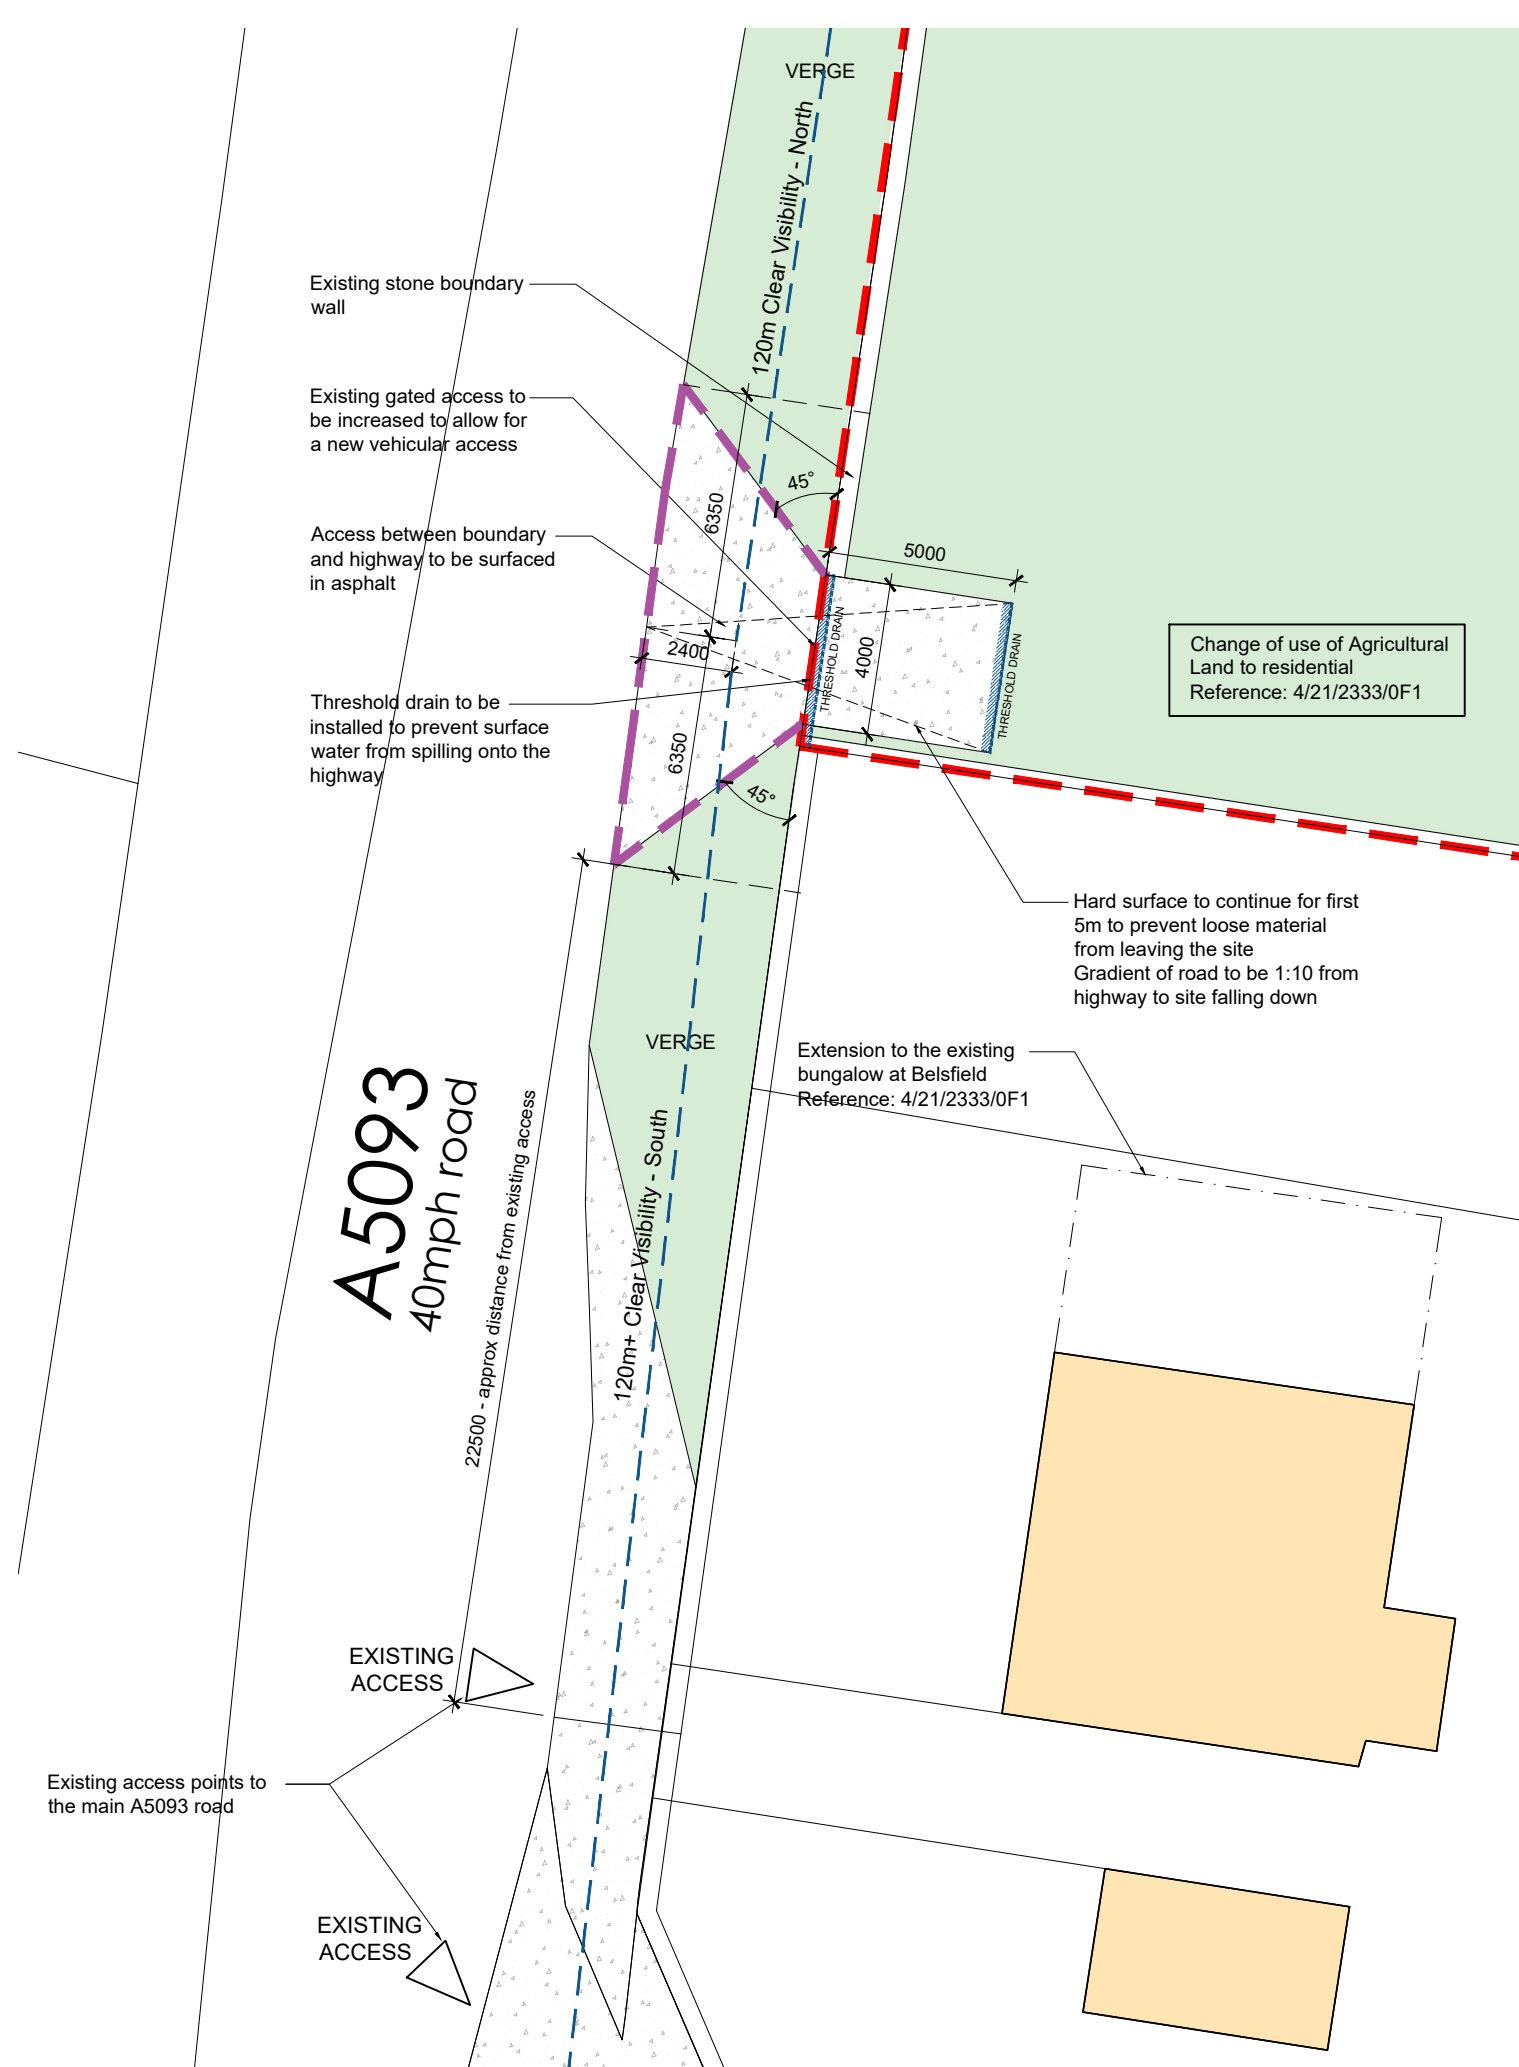 VERGE
120m Clear Visibility - North
Existing stone boundary
wall
Existing gated access to
be increased to allow for
a new vehicular access
45°
6350
Access between boundary
and highway to be surfaced
in asphalt
5000
THRESHOLD DRAIN
4000
THRESHOLD DRAIN
2400
Change of use of Agricultural
Land to residential
Reference: 4/21/2333/0F1
Threshold drain to be
installed to prevent surface
water from spilling onto the
highway
6350
45°
Hard surface to continue for first
5m to prevent loose material
from leaving the site
Gradient of road to be 1:10 from
highway to site falling down
VERGE
Extension to the existing
bungalow at Belsfield
Reference: 4/21/2333/0F1
A5093
40mph road
22500 - approx distance from existing access
120m+ Clear Visibility - South
EXISTING
ACCESS
Existing access points to
the main A5093 road
EXISTING
ACCESS